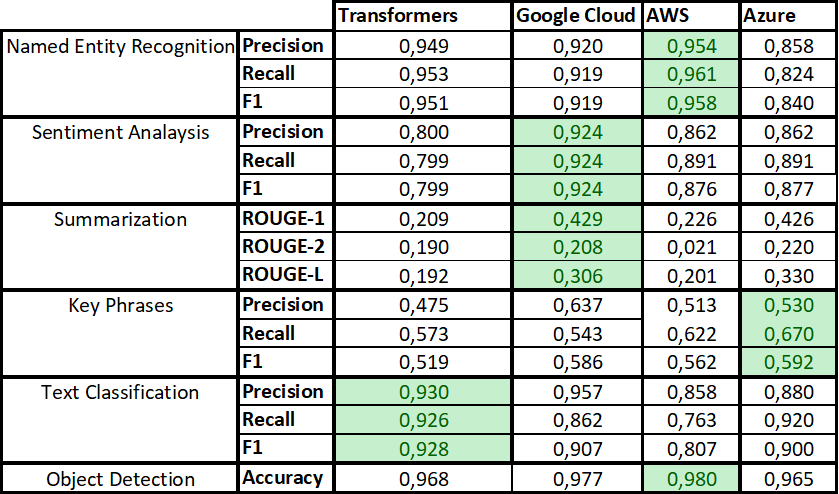 Transformers Google Cloud AWS Azure
Named Entity Recognition Precision 0,949 0,920 0,954 0,858
Recall 0,953 0,919 0,961 0,824
F1 0,951 0,919 0,958 0,840
Sentiment Analaysis Precision 0,800 0,924 0,862 0,862
Recall 0,799 0,924 0,891 0,891
F1 0,799 0,924 0,876 0,877
Summarization ROUGE-1 0,209 0,429 0,226 0,426
ROUGE-2 0,190 0,208 0,021 0,220
ROUGE-L 0,192 0,306 0,201 0,330
Key Phrases Precision 0,475 0,637 0,513 0,530
Recall 0,573 0,543 0,622 0,670
F1 0,519 0,586 0,562 0,592
Text Classification Precision 0,930 0,957 0,858 0,880
Recall 0,926 0,862 0,763 0,920
F1 0,928 0,907 0,807 0,900
Object Detection Accuracy 0,968 0,977 0,980 0,965